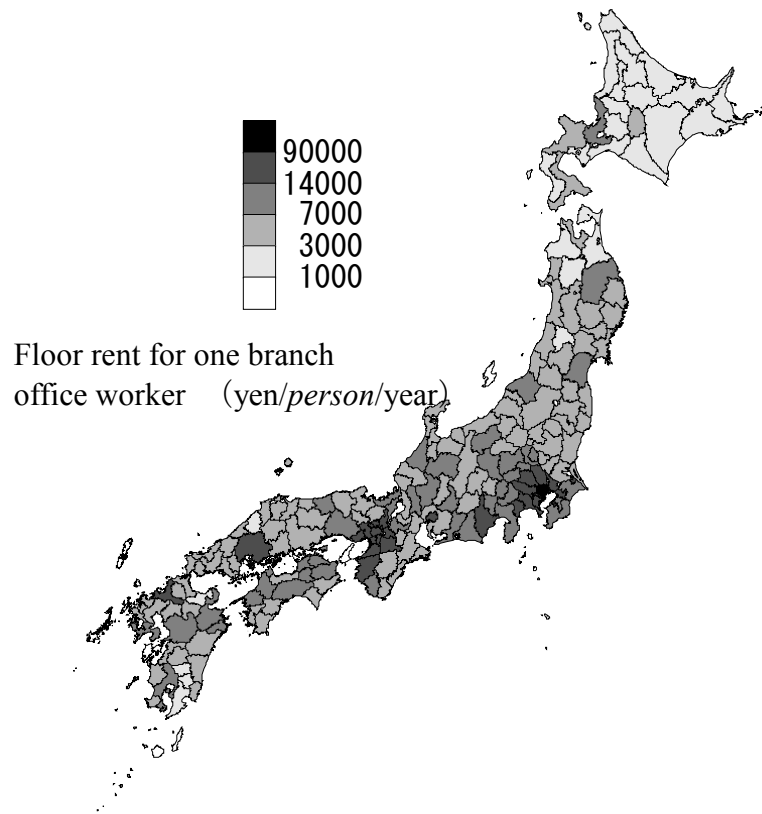 90000
14000
7000
3000
1000
Floor rent for one branch
office worker （yen/person/year）